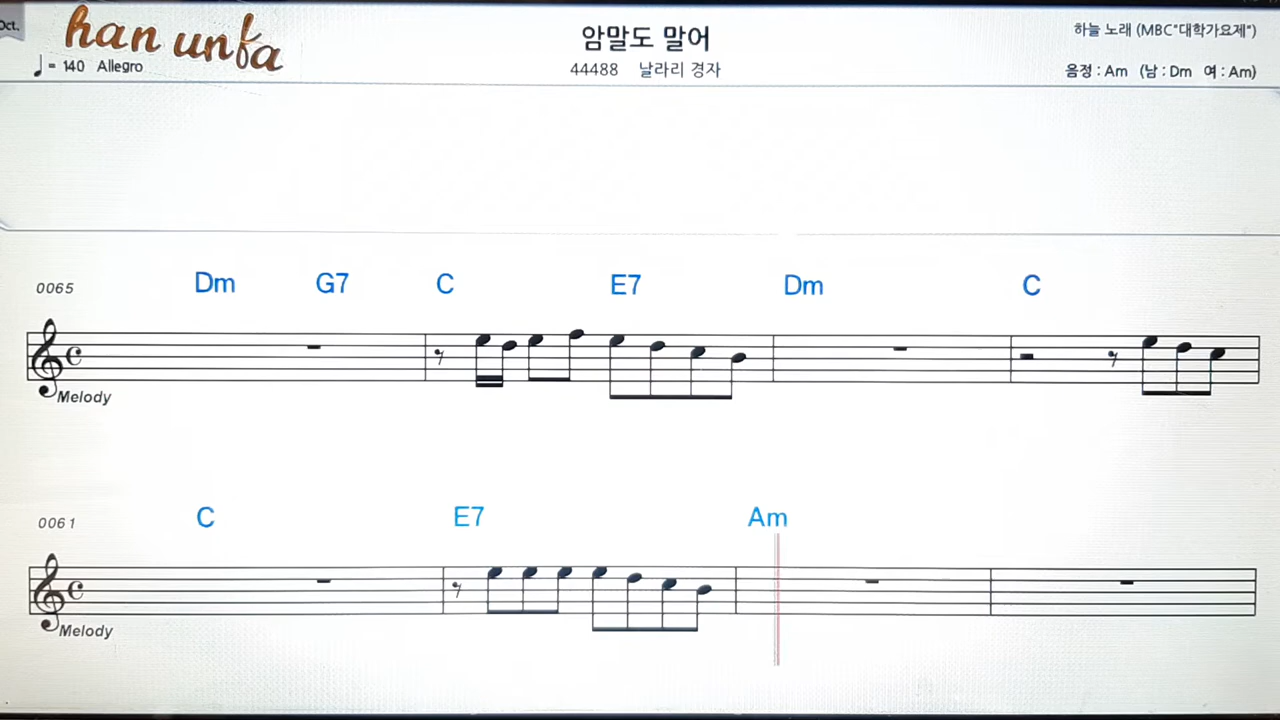 Oct.
han unfa
♩= 140 Allegro
암말도 말어
44488 날라리 경자
하늘 노래 (MBC"대학가요제")
음정 : Am (남 : Dm 여 : Am)
0065 Dm G7 C E7 Dm C
Melody
0061 C E7 Am
Melody